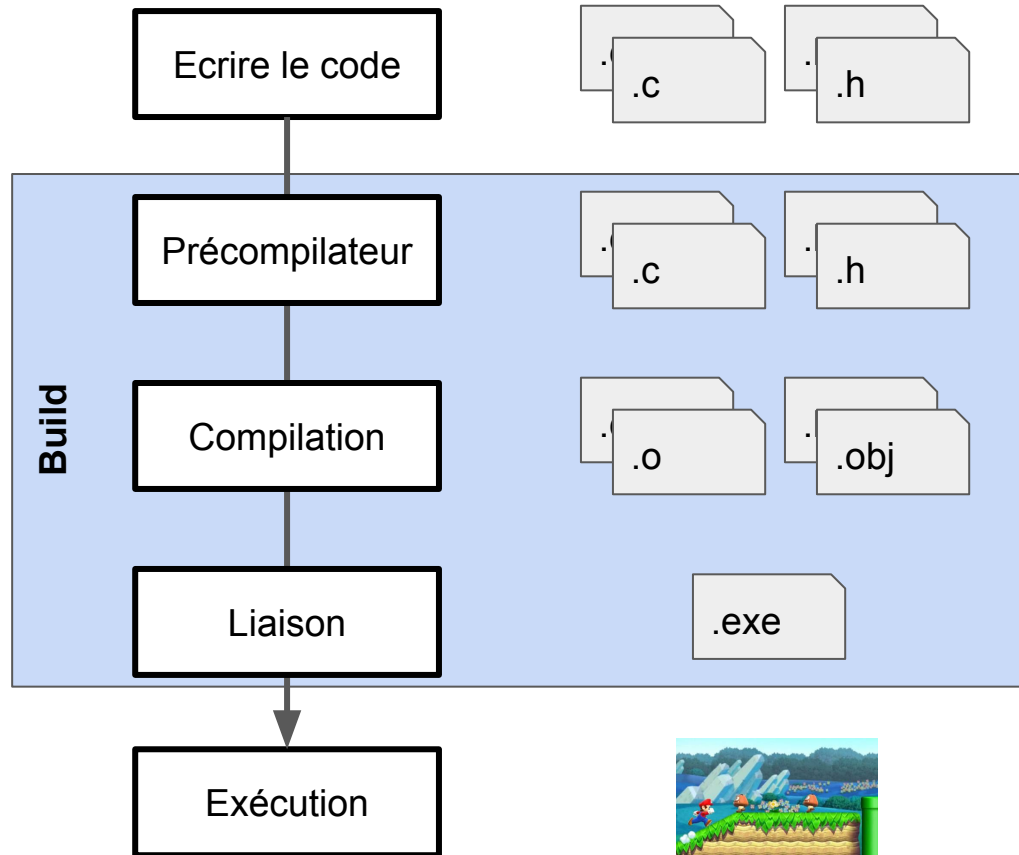 Ecrire le code
.c
.h
Précompilateur
.c
.h
Build
Compilation
.o
.obj
Liaison
.exe
Exécution